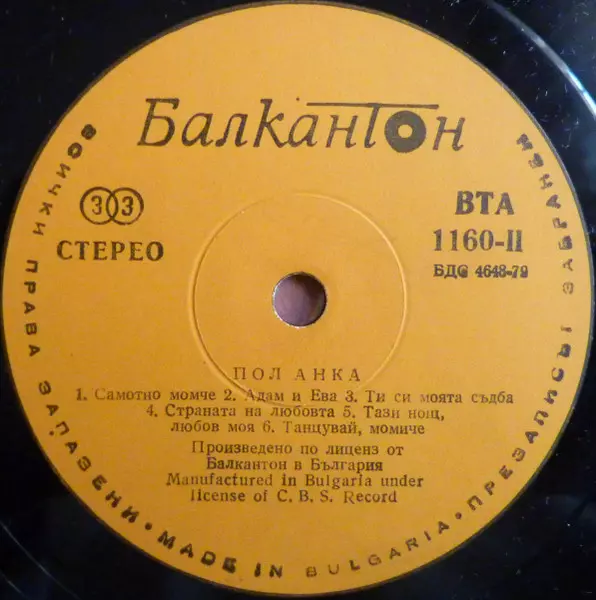 Балкантон
33
СТЕРЕО
ВТА
1160-II
БДС 4648-79
ПОЛ АНКА
1. Самотно момче 2. Адам и Ева 3. Ти си моята съдба
4. Страната на любовта 5. Тази нощ,
любов моя 6. Танцувай, момиче
Произведено по лиценз от
Балкантон в България
Manufactured in Bulgaria under
license of C. B. S. Record
ВСИЧКИ ПРАВА ЗАПАЗЕНИ • MADE IN BULGARIA • ПРЕЗАПИСЪТ ЗАБРАНЕН